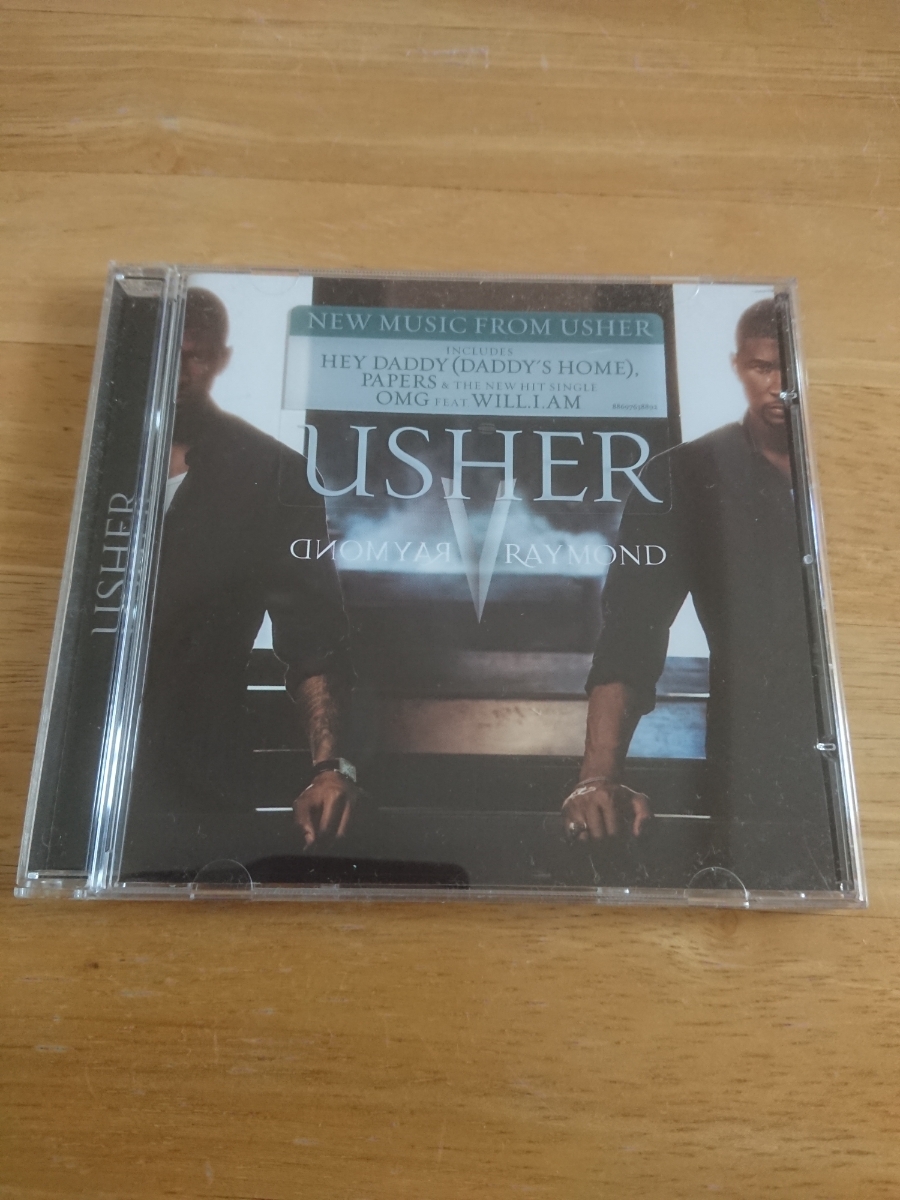 NEW MUSIC FROM USHER
INCLUDES
HEY DADDY (DADDY'S HOME),
PAPERS & THE NEW HIT SINGLE
OMG FEAT. WILL.I.AM
USHER
RAYMOND V RAYMOND
USHER